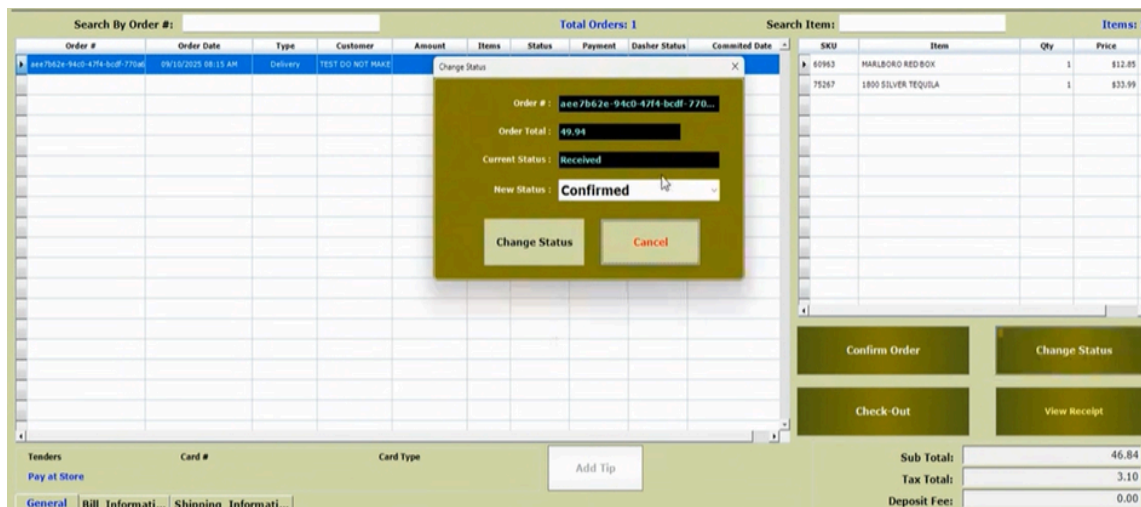 Search By Order #:
Total Orders: 1
Search Item:
Items:
Order # Order Date Type Customer Amount Items Status Payment Dasher Status Commited Date
SKU Item Qty Price
aee7b62e-94c0-47f4-bcdf-770a6 09/10/2025 08:15 AM Delivery TEST DO NOT MAKE
60963 MARLBORO RED BOX 1 $12.85
75267 1800 SILVER TEQUILA 1 $33.99
Change Status
Order # : aee7b62e-94c0-47f4-bcdf-770...
Order Total : 49.94
Current Status : Received
New Status : Confirmed
Change Status Cancel
Confirm Order Change Status
Check-Out View Receipt
Tenders Card # Card Type
Pay at Store
Add Tip
Sub Total: 46.84
Tax Total: 3.10
Deposit Fee: 0.00
General Bill Informati... Shipping Informati...